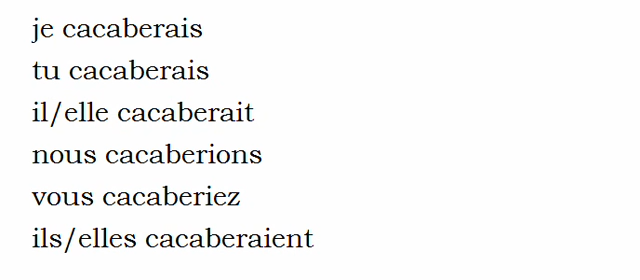 je cacaberais
tu cacaberais
il/elle cacaberait
nous cacaberions
vous cacaberiez
ils/elles cacaberaient